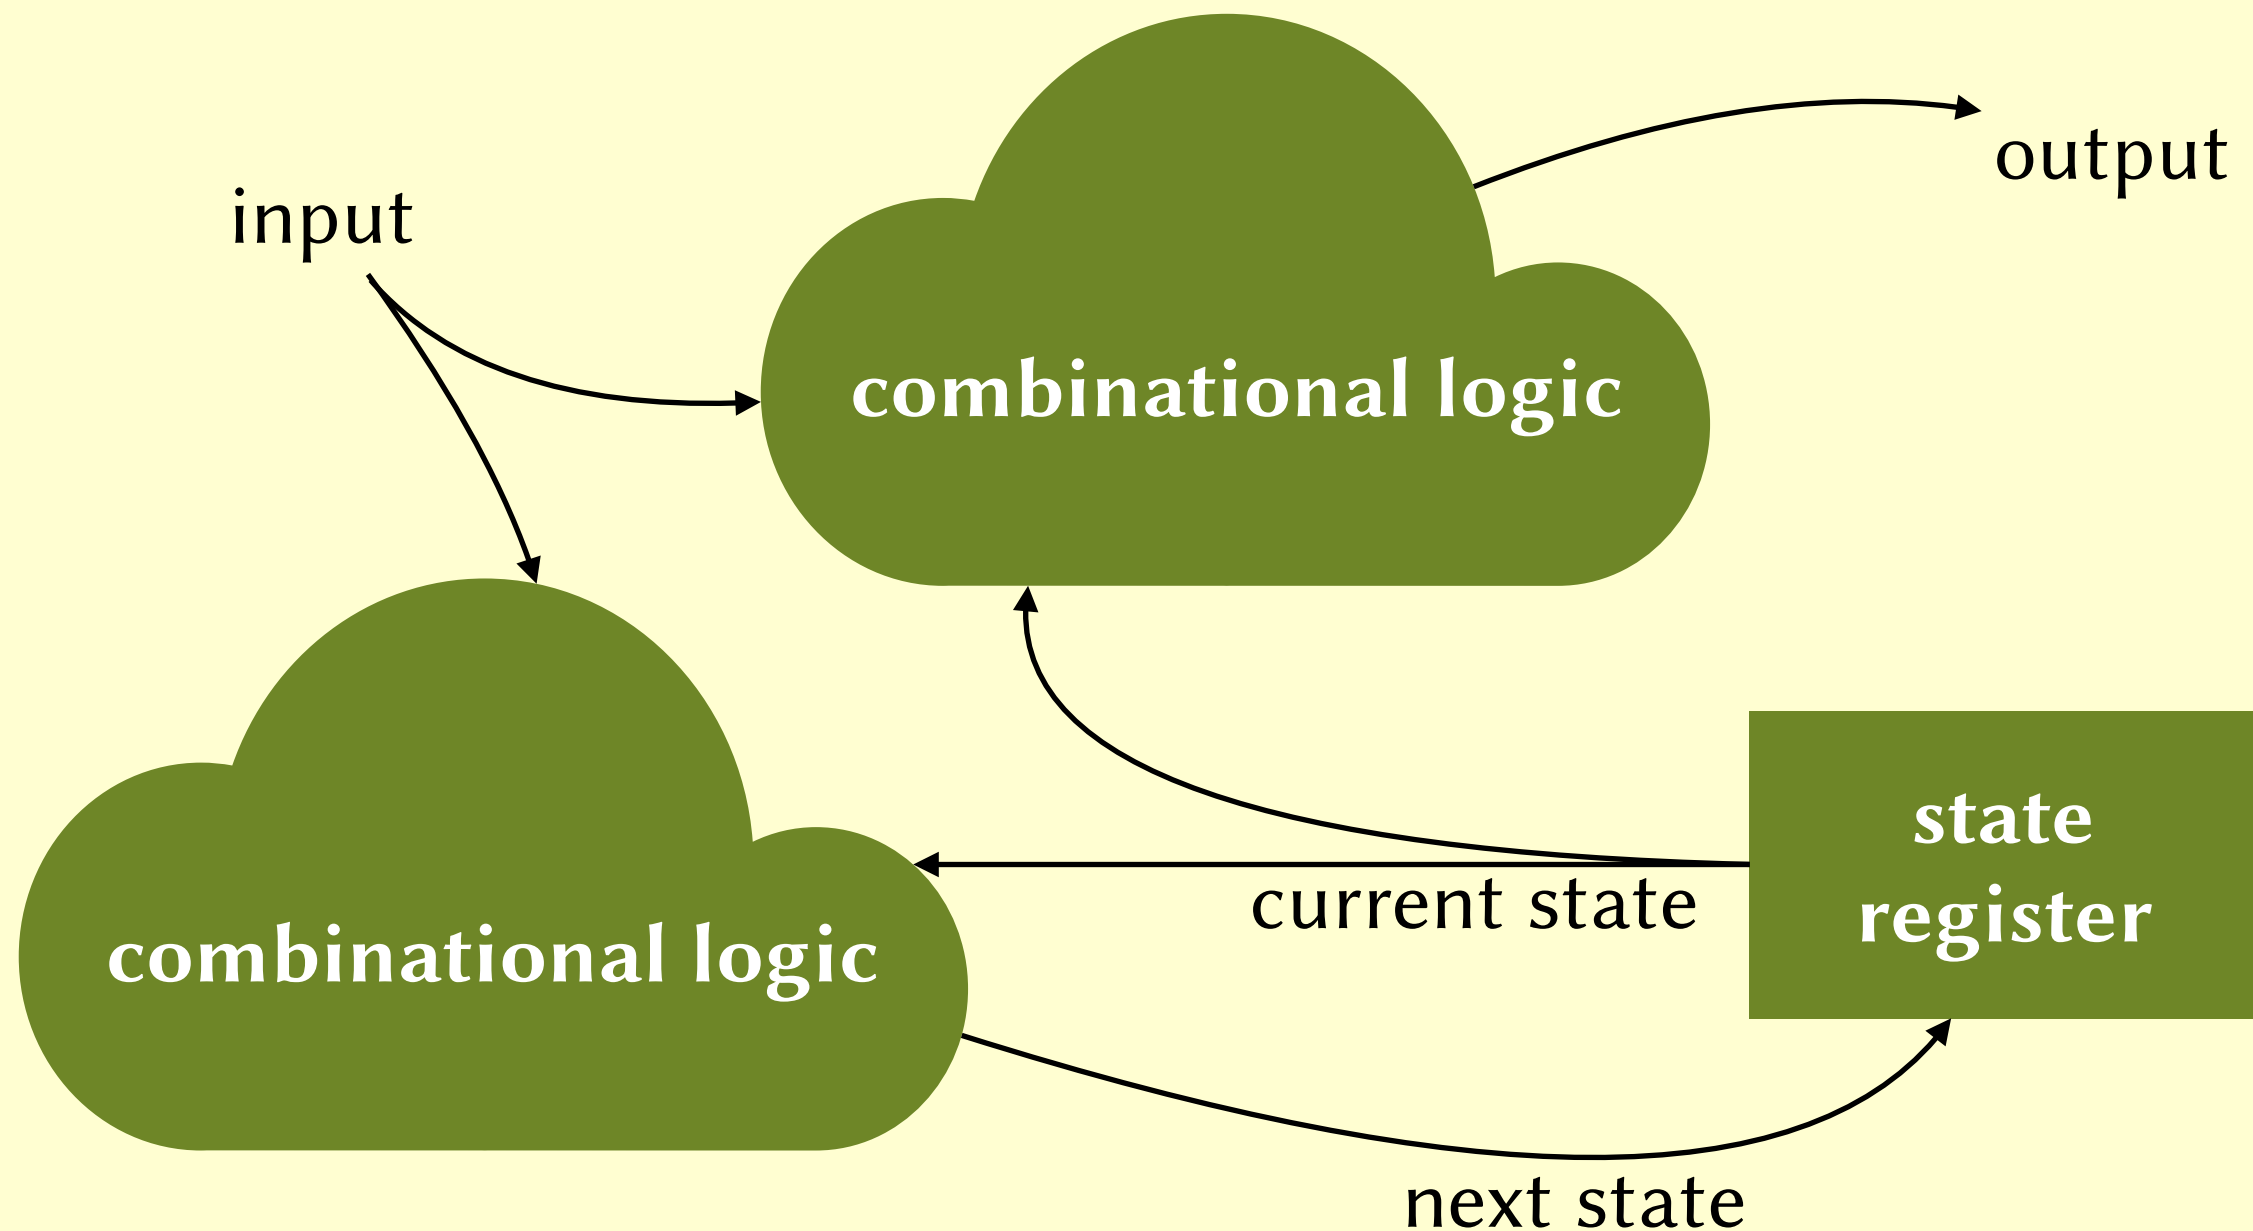 output
input
combinational logic
state
register
current state
combinational logic
next state